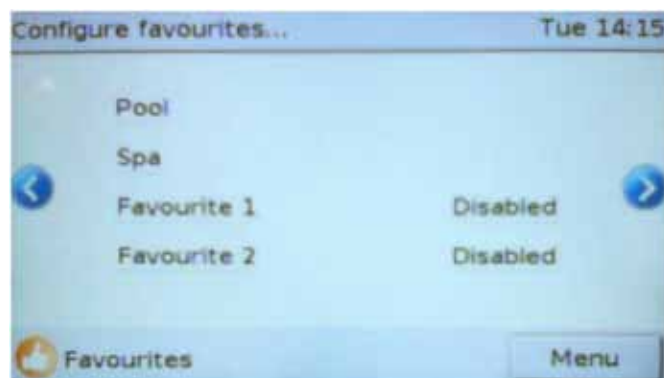 Configure favourites... Tue 14:15
Pool
Spa
Favourite 1 Disabled
Favourite 2 Disabled
Favourites Menu